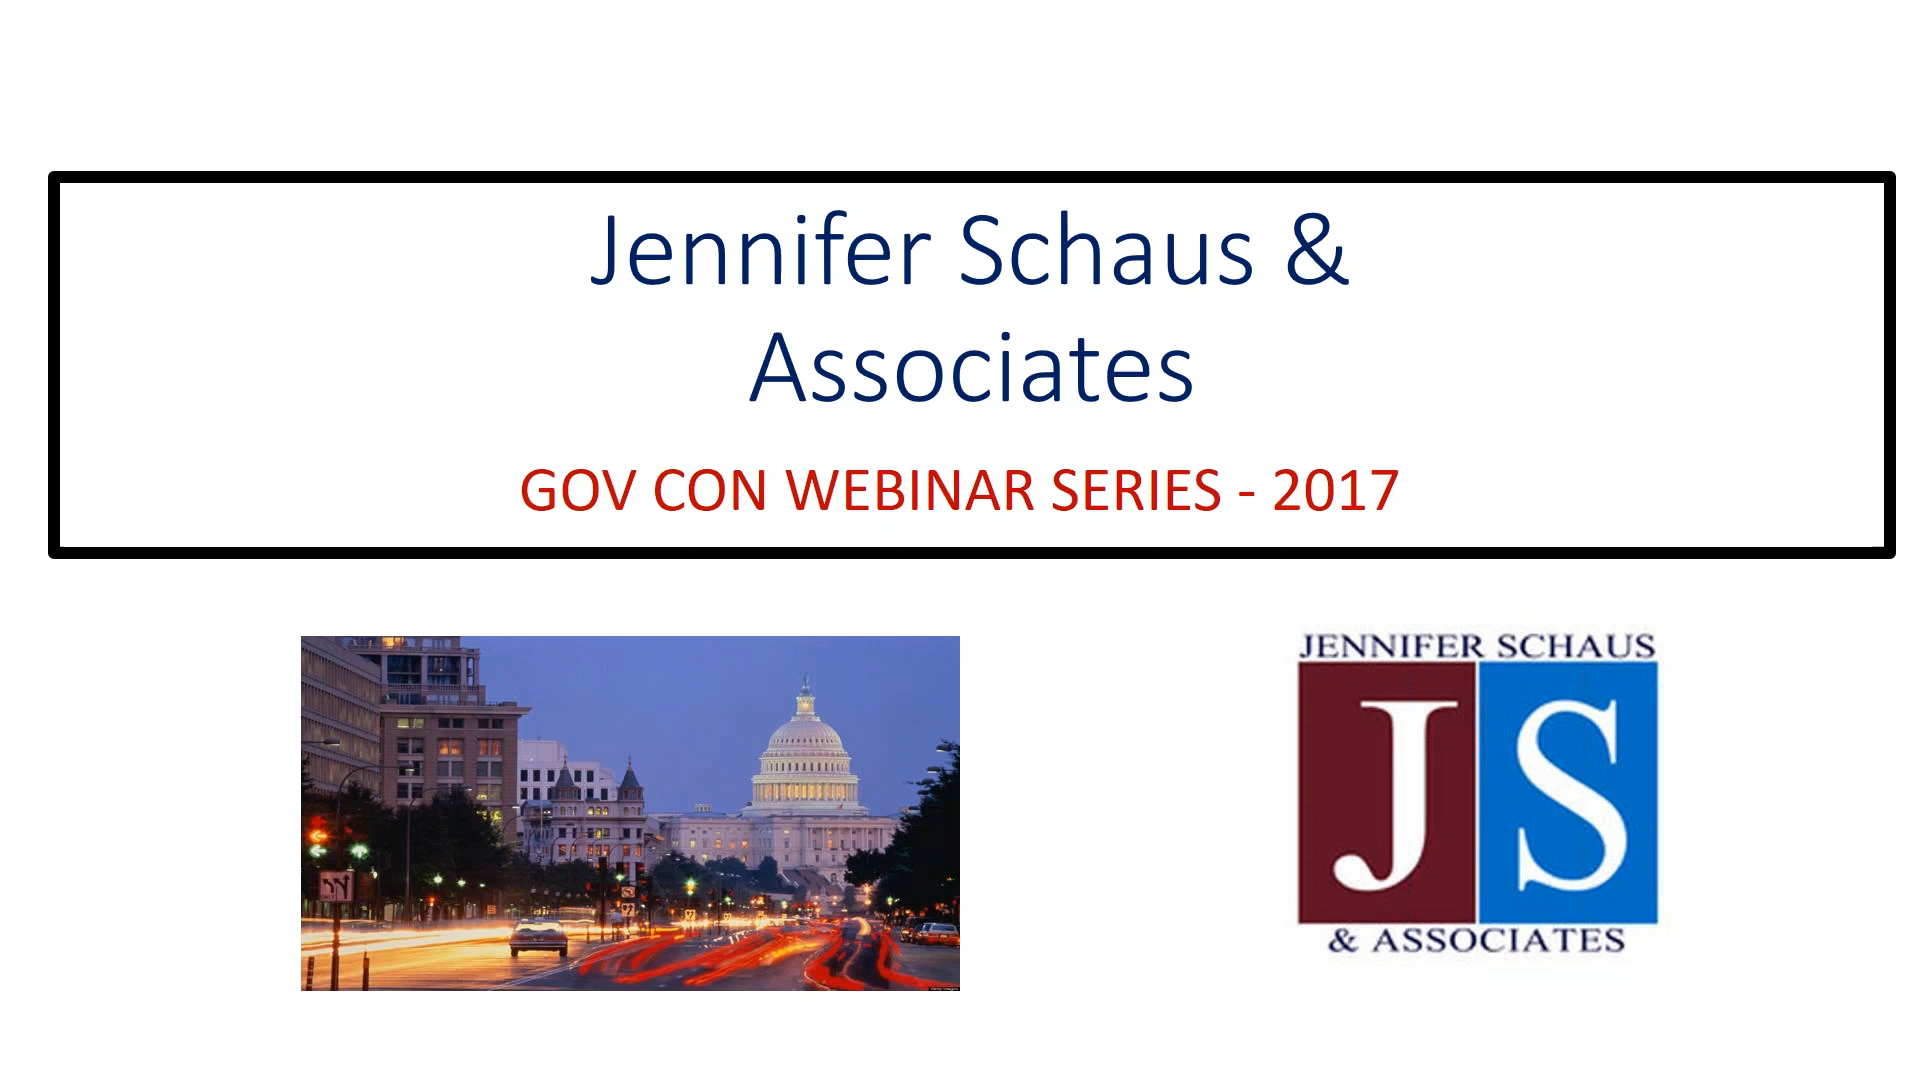 Jennifer Schaus &
Associates
GOV CON WEBINAR SERIES - 2017
JENNIFER SCHAUS
JS
& ASSOCIATES